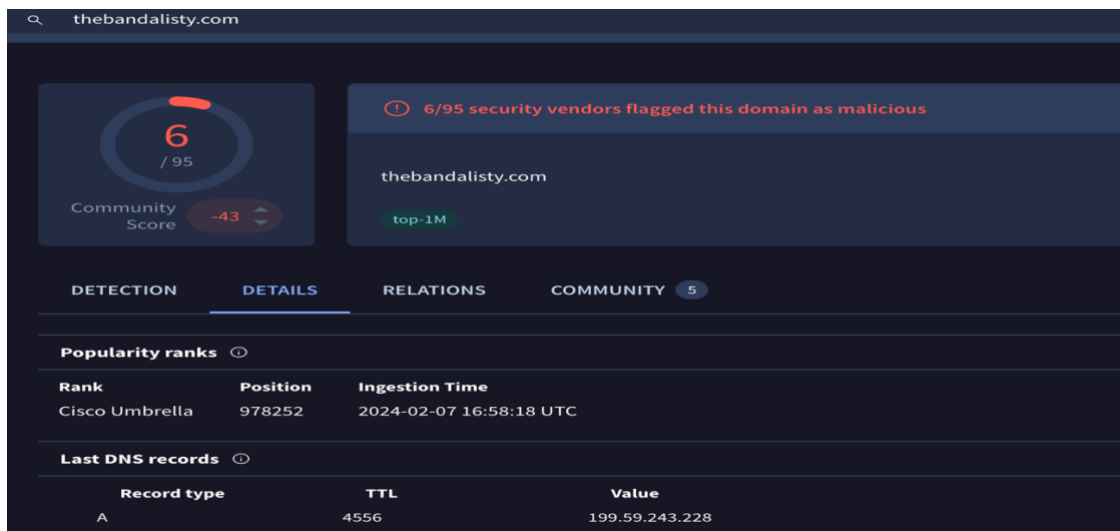 thebandalisty.com
6
/ 95
Community
Score
-43
6/95 security vendors flagged this domain as malicious
thebandalisty.com
top-1M
DETECTION DETAILS RELATIONS COMMUNITY 5
Popularity ranks
Rank Position Ingestion Time
Cisco Umbrella 978252 2024-02-07 16:58:18 UTC
Last DNS records
Record type TTL Value
A 4556 199.59.243.228